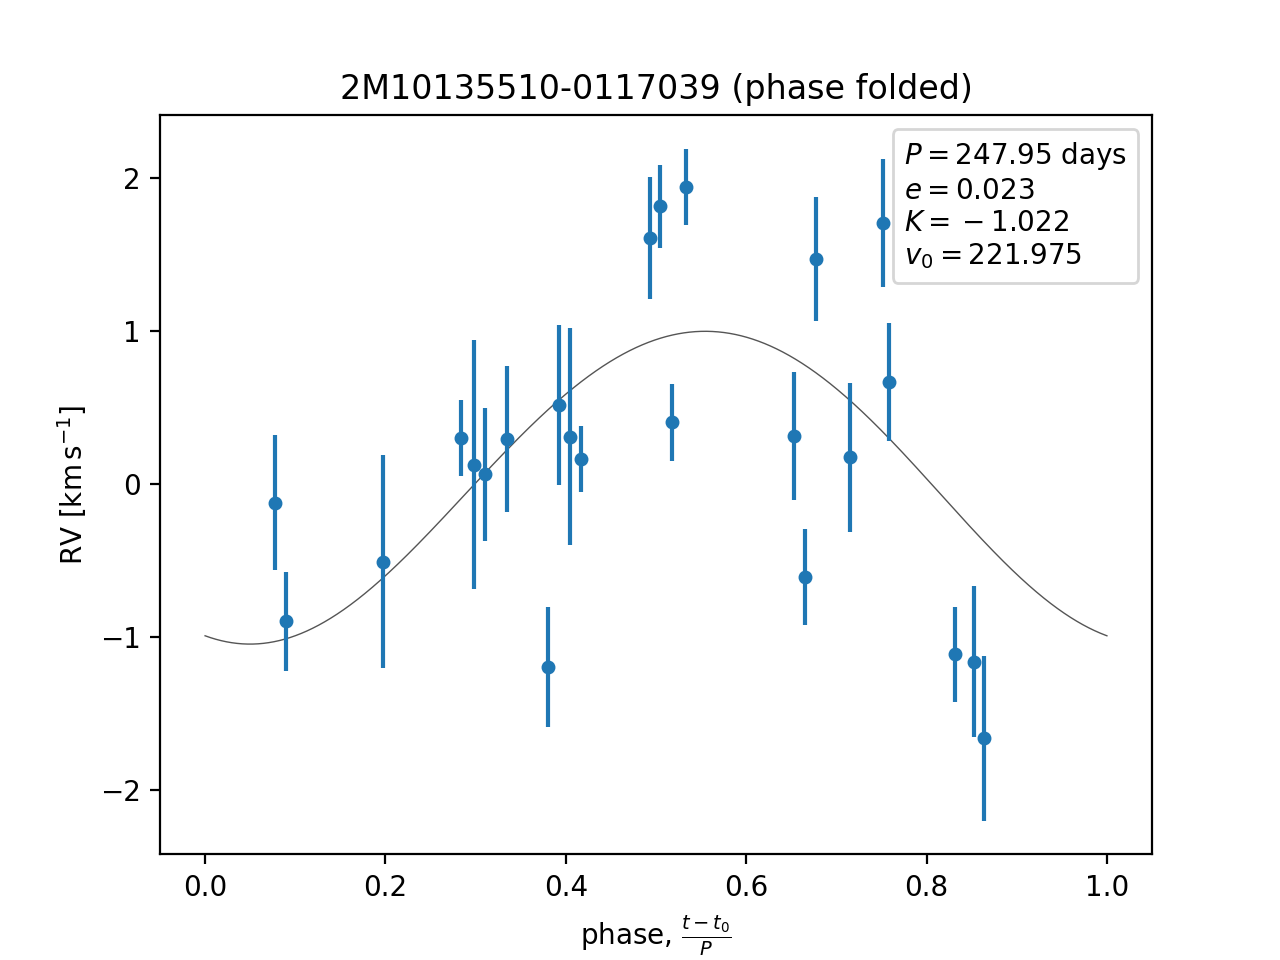 2M10135510-0117039 (phase folded)
P = 247.95 days
e = 0.023
K = −1.022
v₀ = 221.975
RV [km s⁻¹]
2
1
0
−1
−2
0.0 0.2 0.4 0.6 0.8 1.0
phase, (t − t₀)/P